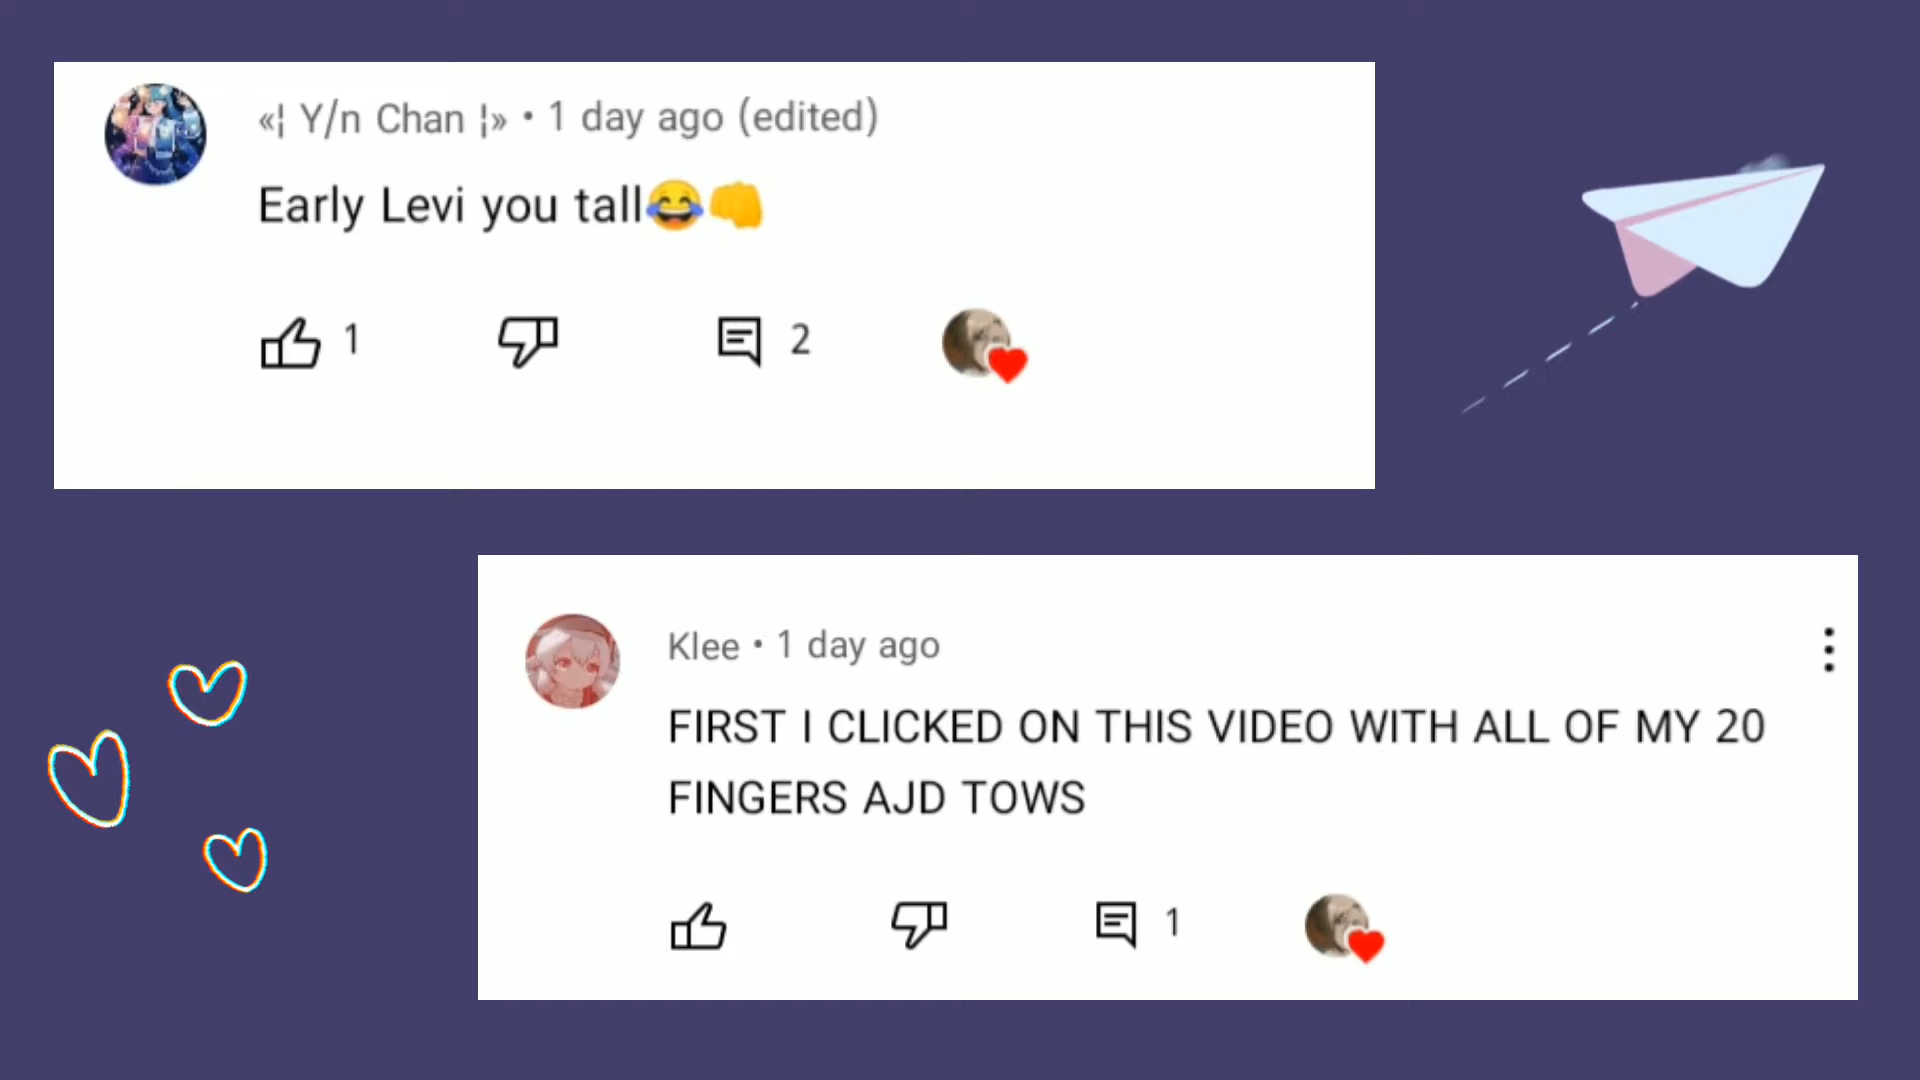 «¦ Y/n Chan ¦» • 1 day ago (edited)
Early Levi you tall😂👊
1
2
Klee • 1 day ago
FIRST I CLICKED ON THIS VIDEO WITH ALL OF MY 20
FINGERS AJD TOWS
1